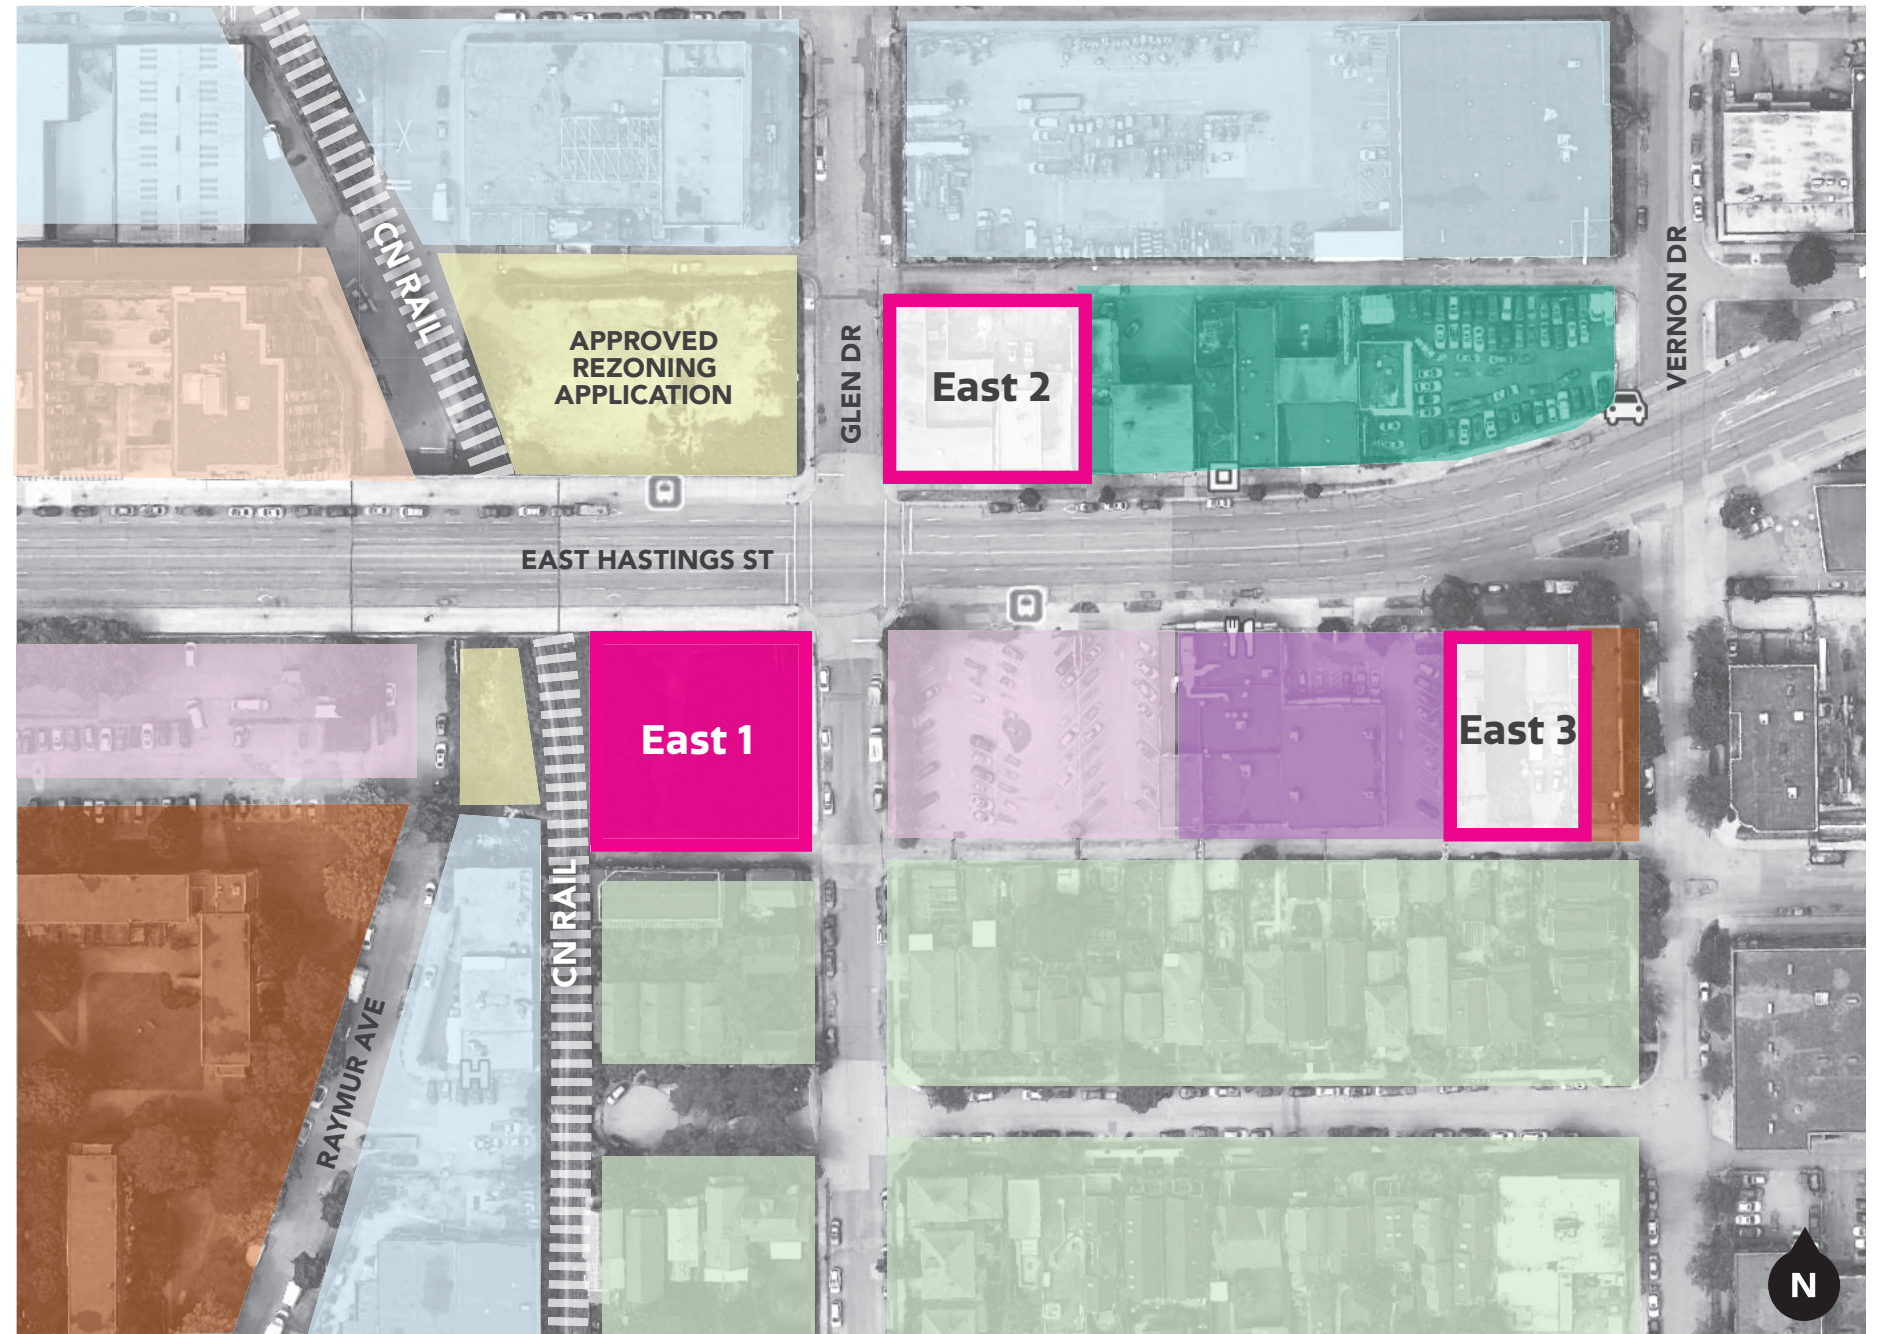 CN RAIL
APPROVED
REZONING
APPLICATION
GLEN DR
East 2
VERNON DR
EAST HASTINGS ST
East 1
East 3
CN RAIL
RAYMUR AVE
H
N